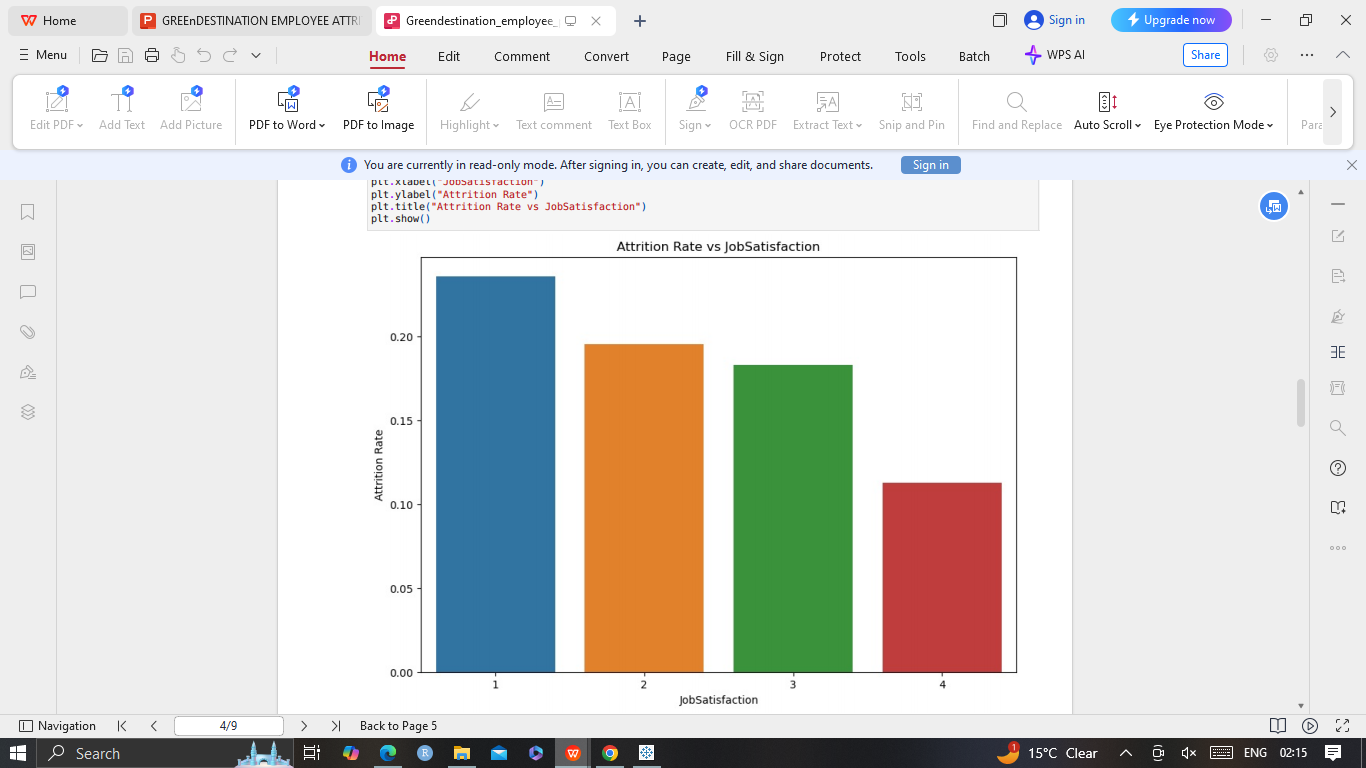 Home
GREEnDESTINATION EMPLOYEE ATTRI
Greendestination_employee_
Sign in
Upgrade now
Menu
Home Edit Comment Convert Page Fill & Sign Protect Tools Batch WPS AI
Share
Edit PDF Add Text Add Picture PDF to Word PDF to Image Highlight Text comment Text Box Sign OCR PDF Extract Text Snip and Pin Find and Replace Auto Scroll Eye Protection Mode Para
You are currently in read-only mode. After signing in, you can create, edit, and share documents. Sign in
plt.xlabel("JobSatisfaction")
plt.ylabel("Attrition Rate")
plt.title("Attrition Rate vs JobSatisfaction")
plt.show()
Attrition Rate vs JobSatisfaction
Attrition Rate
0.20
0.15
0.10
0.05
0.00
1 2 3 4
JobSatisfaction
Navigation 4/9 Back to Page 5
Search 1 15°C Clear ENG 02:15